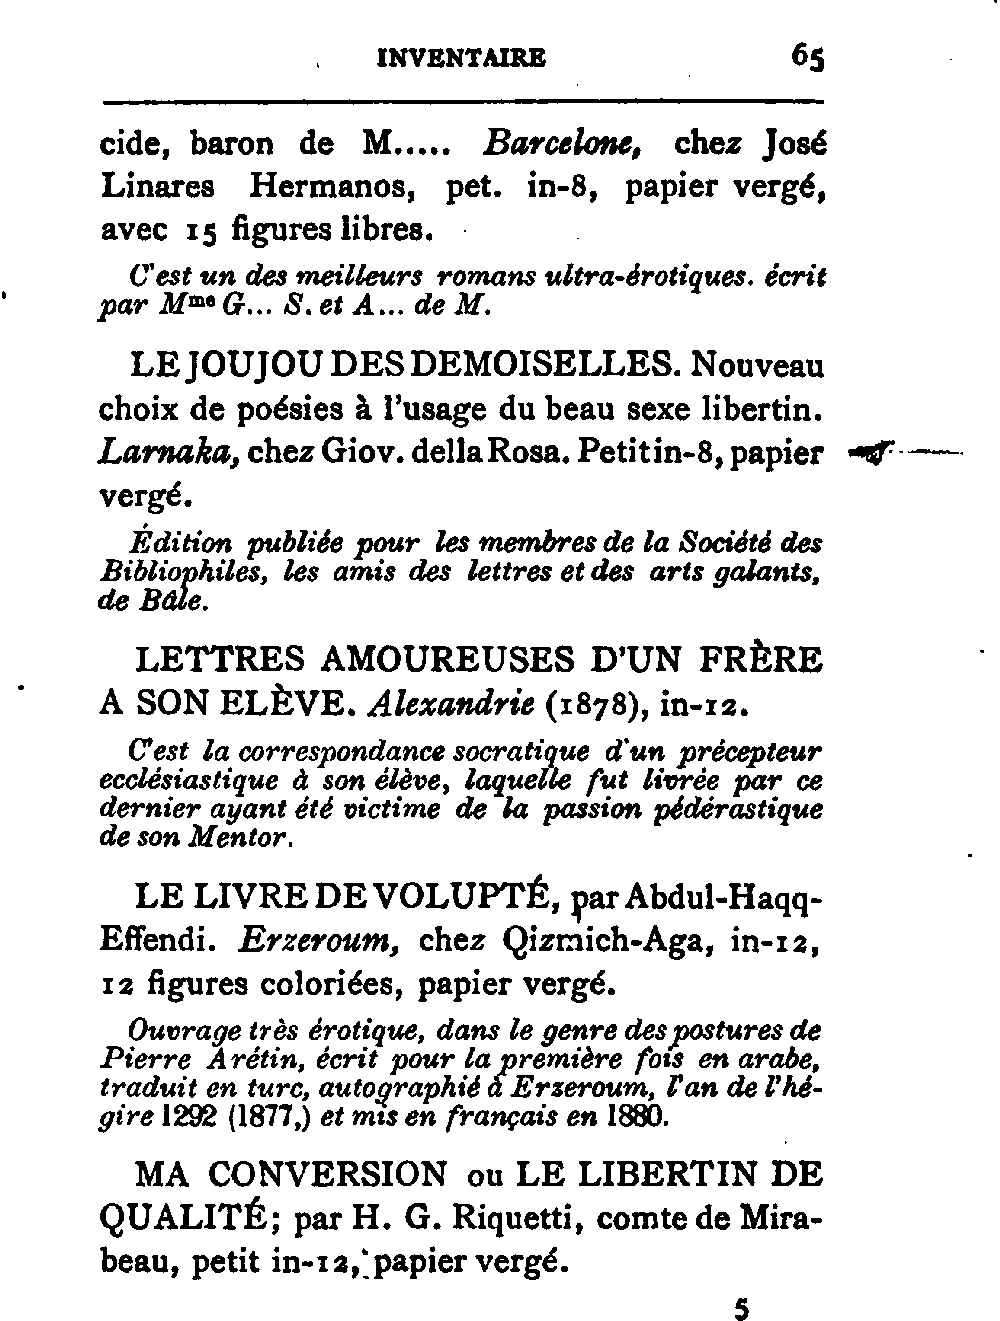 INVENTAIRE 65
cide, baron de M..... Barcelone, chez José
Linares Hermanos, pet. in-8, papier vergé,
avec 15 figures libres.
C'est un des meilleurs romans ultra-érotiques. écrit
par Mme G... S. et A... de M.
LE JOUJOU DES DEMOISELLES. Nouveau
choix de poésies à l'usage du beau sexe libertin.
Larnaka, chez Giov. della Rosa. Petit in-8, papier
vergé.
Édition publiée pour les membres de la Société des
Bibliophiles, les amis des lettres et des arts galants,
de Bâle.
LETTRES AMOUREUSES D'UN FRÈRE
A SON ELÈVE. Alexandrie (1878), in-12.
C'est la correspondance socratique d'un précepteur
ecclésiastique à son élève, laquelle fut livrée par ce
dernier ayant été victime de la passion pédérastique
de son Mentor.
LE LIVRE DE VOLUPTÉ, par Abdul-Haqq-
Effendi. Erzeroum, chez Qizmich-Aga, in-12,
12 figures coloriées, papier vergé.
Ouvrage très érotique, dans le genre des postures de
Pierre Arétin, écrit pour la première fois en arabe,
traduit en turc, autographié à Erzeroum, l'an de l'hé-
gire 1292 (1877,) et mis en français en 1880.
MA CONVERSION ou LE LIBERTIN DE
QUALITÉ; par H. G. Riquetti, comte de Mira-
beau, petit in-12, papier vergé.
5